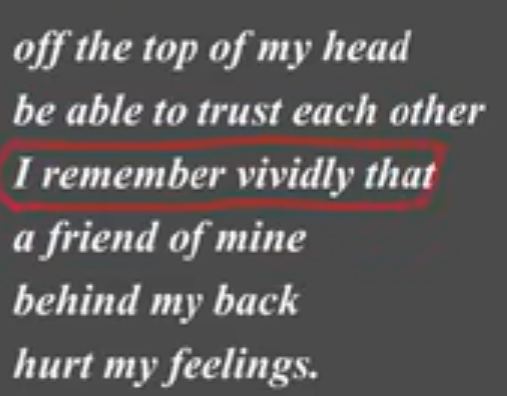 off the top of my head
be able to trust each other
I remember vividly that
a friend of mine
behind my back
hurt my feelings.